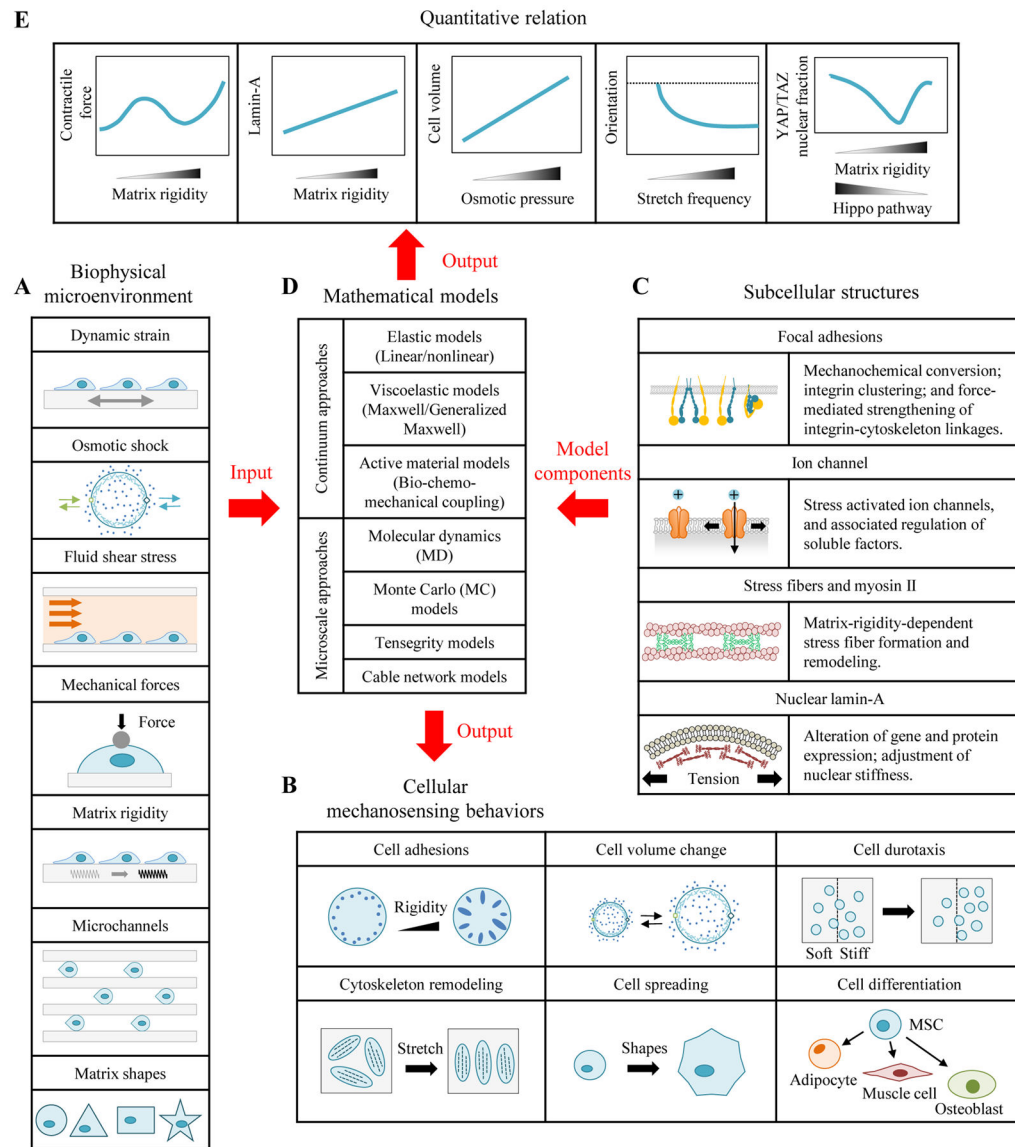 E
Quantitative relation
Contractile
force
Matrix rigidity
Lamin-A
Matrix rigidity
Cell volume
Osmotic pressure
Orientation
Stretch frequency
YAP/TAZ
nuclear fraction
Matrix rigidity
Hippo pathway
Output
A
Biophysical
microenvironment
Dynamic strain
Osmotic shock
Fluid shear stress
Mechanical forces
Force
Matrix rigidity
Microchannels
Matrix shapes
Input
D
Mathematical models
Continuum approaches
Elastic models
(Linear/nonlinear)
Viscoelastic models
(Maxwell/Generalized
Maxwell)
Active material models
(Bio-chemo-
mechanical coupling)
Microscale approaches
Molecular dynamics
(MD)
Monte Carlo (MC)
models
Tensegrity models
Cable network models
Model
components
C
Subcellular structures
Focal adhesions
Mechanochemical conversion;
integrin clustering; and force-
mediated strengthening of
integrin-cytoskeleton linkages.
Ion channel
+
+
Stress activated ion channels,
and associated regulation of
soluble factors.
Stress fibers and myosin II
Matrix-rigidity-dependent
stress fiber formation and
remodeling.
Nuclear lamin-A
Tension
Alteration of gene and protein
expression; adjustment of
nuclear stiffness.
Output
B
Cellular
mechanosensing behaviors
Cell adhesions
Rigidity
Cell volume change
Cell durotaxis
Soft Stiff
Cytoskeleton remodeling
Stretch
Cell spreading
Shapes
Cell differentiation
MSC
Adipocyte
Muscle cell
Osteoblast